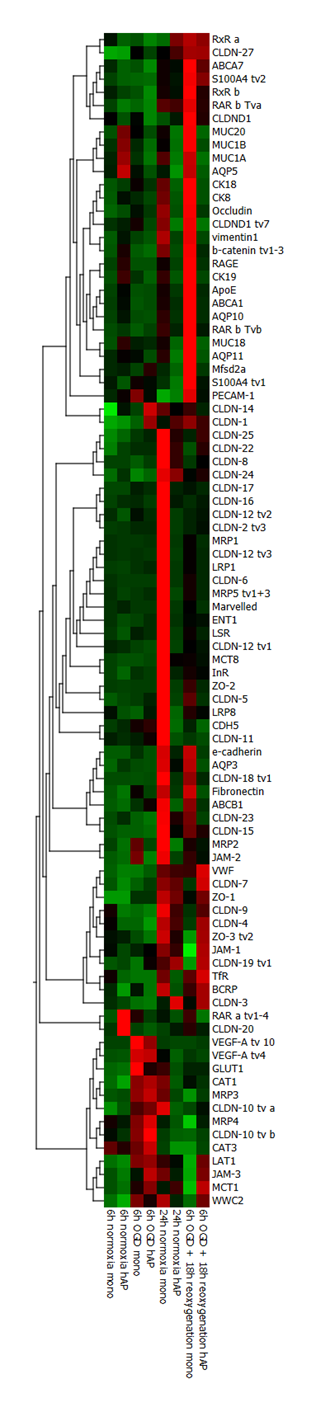 RxR a
CLDN-27
ABCA7
S100A4 tv2
RxR b
RAR b Tva
CLDND1
MUC20
MUC1B
MUC1A
AQP5
CK18
CK8
Occludin
CLDND1 tv7
vimentin1
b-catenin tv1-3
RAGE
CK19
ApoE
ABCA1
AQP10
RAR b Tvb
MUC18
AQP11
Mfsd2a
S100A4 tv1
PECAM-1
CLDN-14
CLDN-1
CLDN-25
CLDN-22
CLDN-8
CLDN-24
CLDN-17
CLDN-16
CLDN-12 tv2
CLDN-2 tv3
MRP1
CLDN-12 tv3
LRP1
CLDN-6
MRP5 tv1+3
Marvelled
ENT1
LSR
CLDN-12 tv1
MCT8
InR
ZO-2
CLDN-5
LRP8
CDH5
CLDN-11
e-cadherin
AQP3
CLDN-18 tv1
Fibronectin
ABCB1
CLDN-23
CLDN-15
MRP2
JAM-2
VWF
CLDN-7
ZO-1
CLDN-9
CLDN-4
ZO-3 tv2
JAM-1
CLDN-19 tv1
TfR
BCRP
CLDN-3
RAR a tv1-4
CLDN-20
VEGF-A tv 10
VEGF-A tv4
GLUT1
CAT1
MRP3
CLDN-10 tv a
MRP4
CLDN-10 tv b
CAT3
LAT1
JAM-3
MCT1
WWC2
6h normoxia mono
6h normoxia hAP
6h OGD mono
6h OGD hAP
24h normoxia mono
24h normoxia hAP
6h OGD + 18h reoxygenation mono
6h OGD + 18h reoxygenation hAP